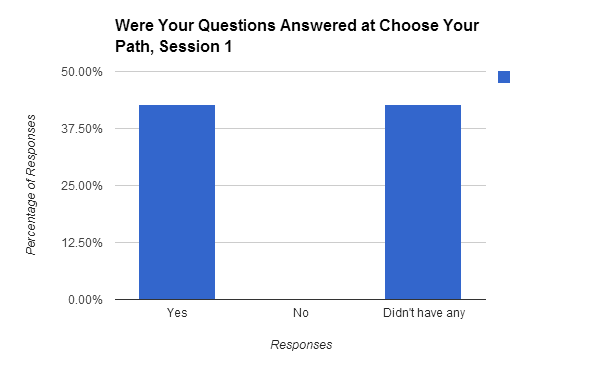 Were Your Questions Answered at Choose Your
Path, Session 1
50.00%
37.50%
25.00%
12.50%
0.00%
Percentage of Responses
Yes
No
Didn't have any
Responses